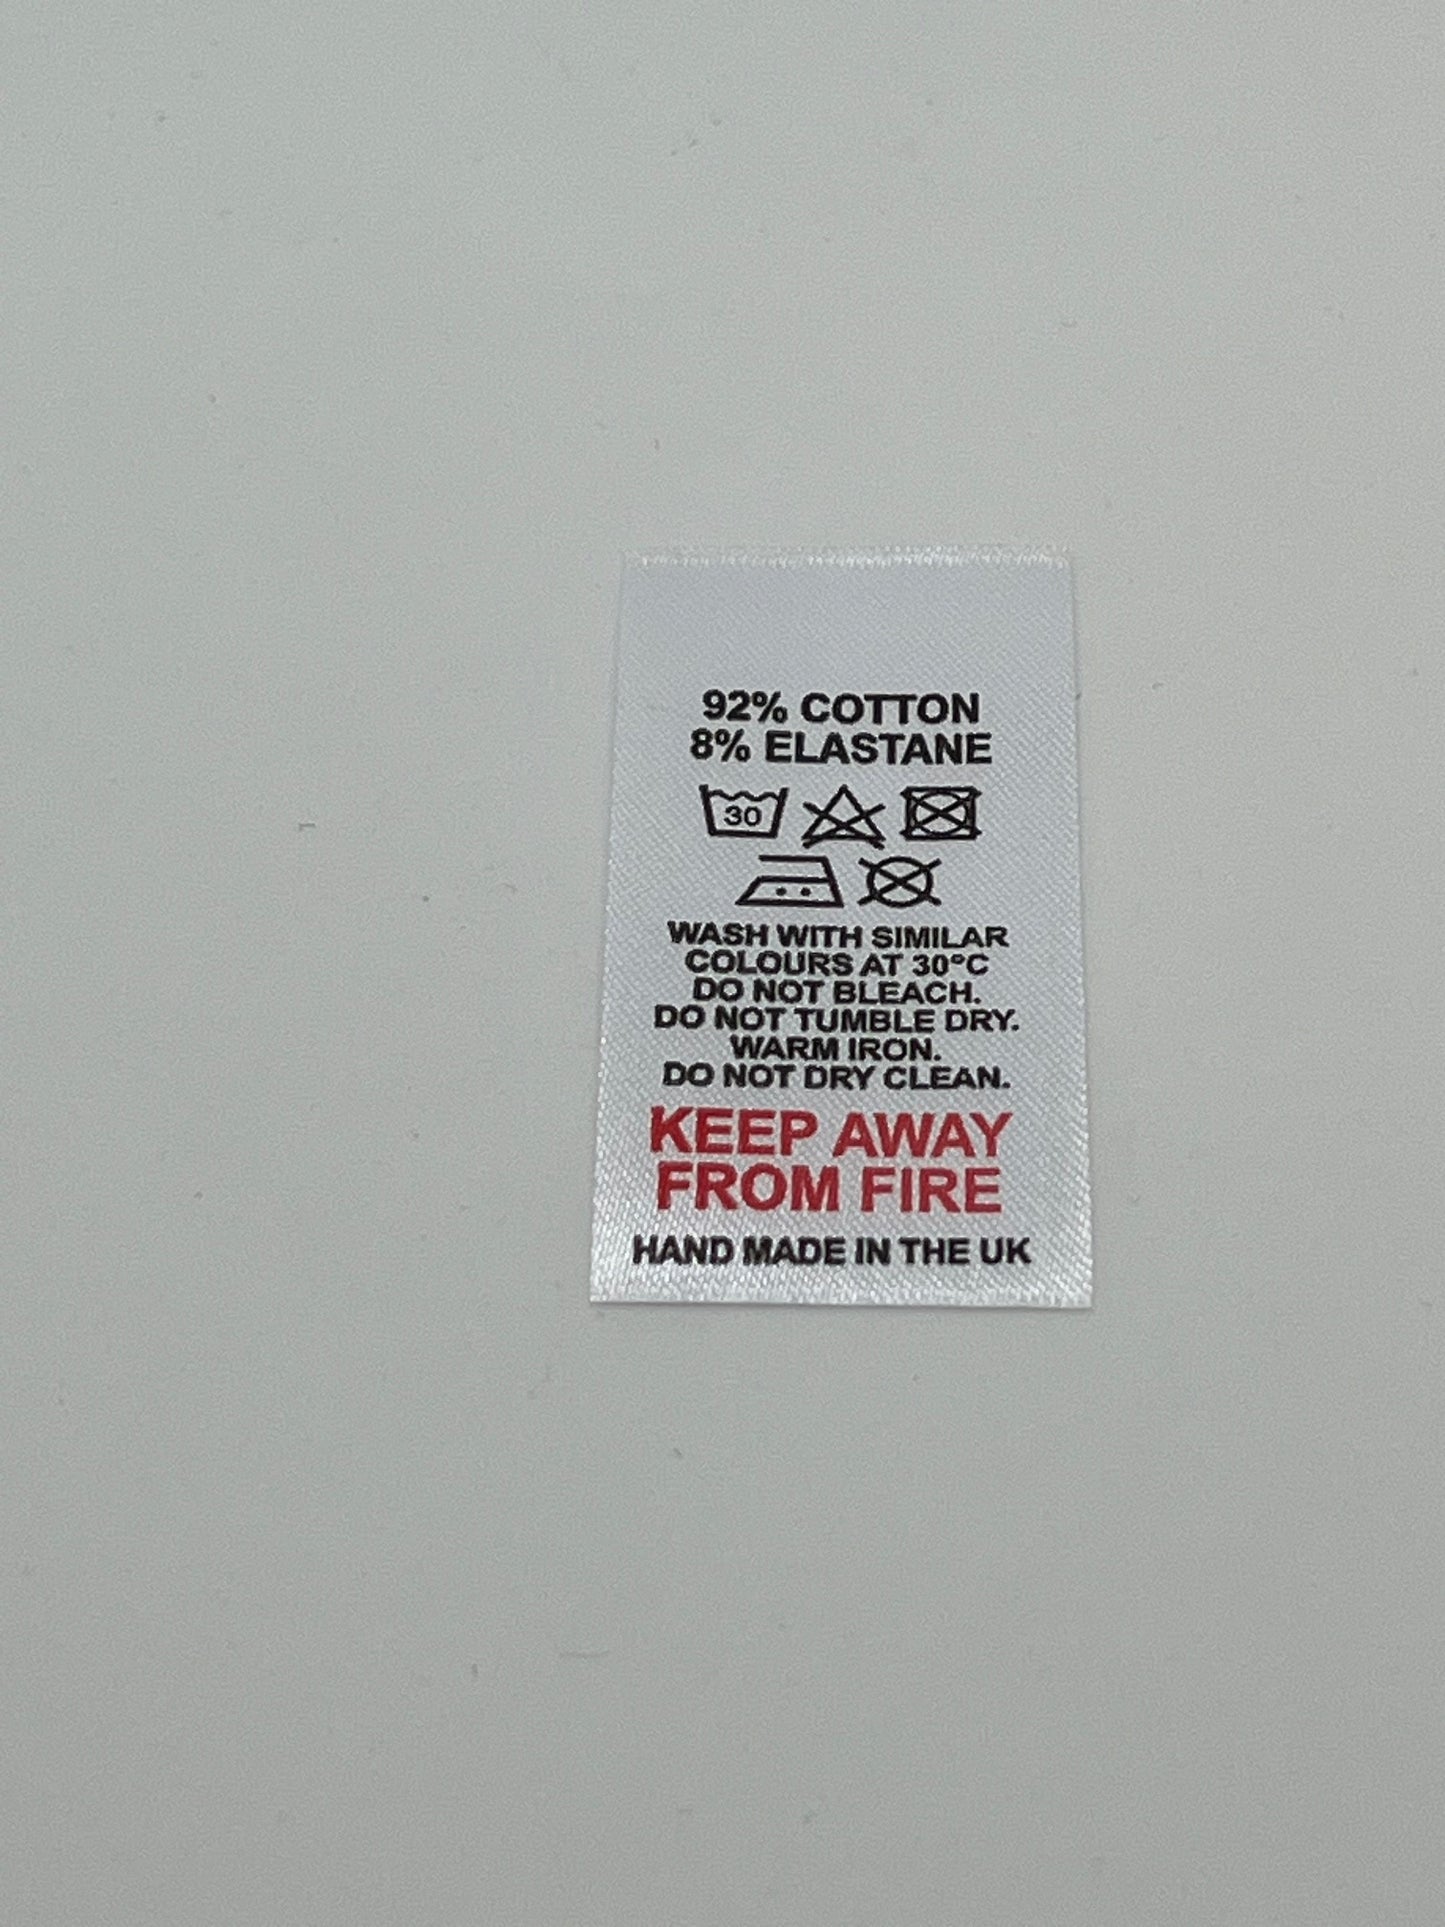 92% COTTON
8% ELASTANE
30
WASH WITH SIMILAR
COLOURS AT 30°C
DO NOT BLEACH.
DO NOT TUMBLE DRY.
WARM IRON.
DO NOT DRY CLEAN.
KEEP AWAY
FROM FIRE
HAND MADE IN THE UK